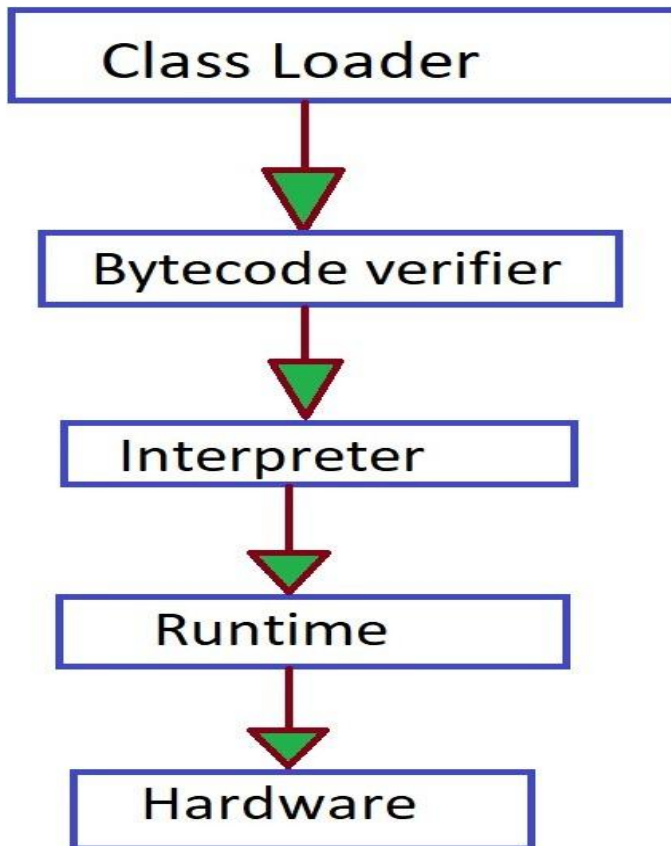 Class Loader
Bytecode verifier
Interpreter
Runtime
Hardware